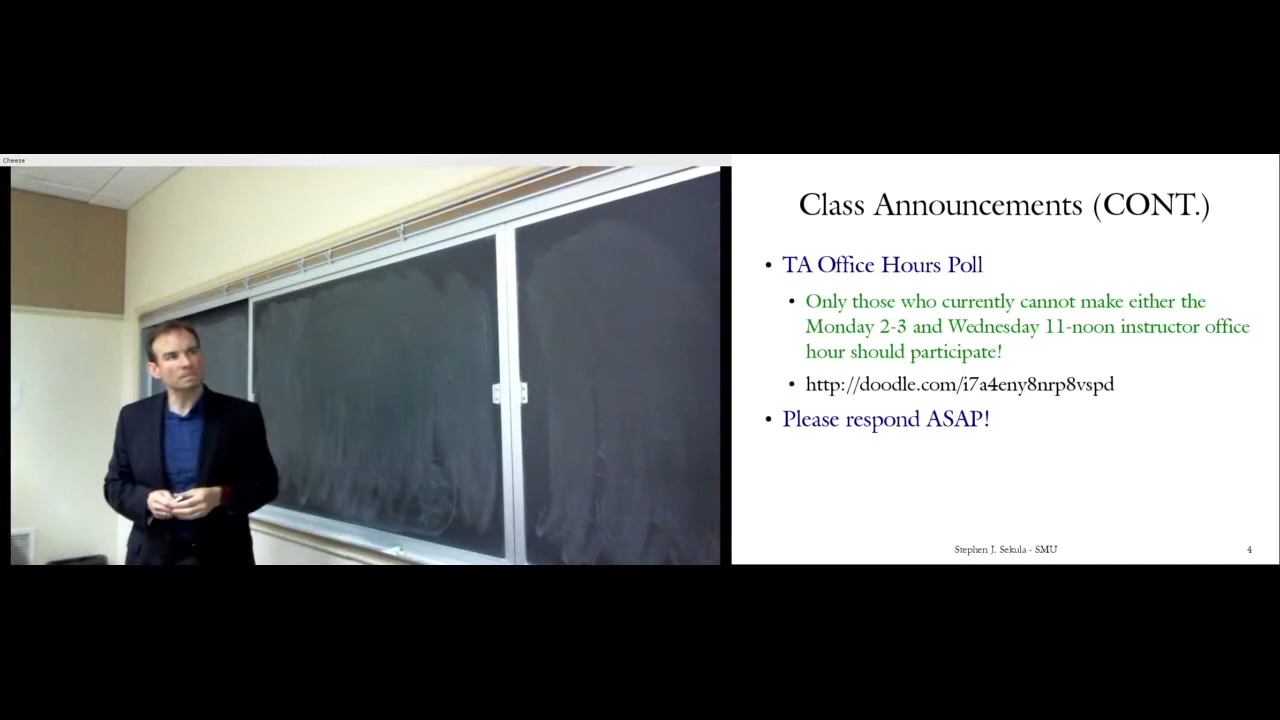 Cheese
Class Announcements (CONT.)
• TA Office Hours Poll
• Only those who currently cannot make either the
Monday 2-3 and Wednesday 11-noon instructor office
hour should participate!
• http://doodle.com/i7a4eny8nrp8vspd
• Please respond ASAP!
Stephen J. Sekula - SMU
4